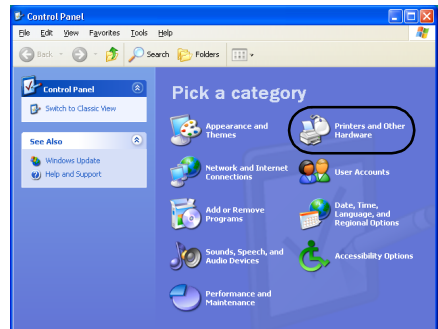 Control Panel
File Edit View Favorites Tools Help
Back Search Folders
Control Panel
Switch to Classic View
See Also
Windows Update
Help and Support
Pick a category
Appearance and
Themes
Printers and Other
Hardware
Network and Internet
Connections
User Accounts
Add or Remove
Programs
Date, Time,
Language, and
Regional Options
Sounds, Speech, and
Audio Devices
Accessibility Options
Performance and
Maintenance